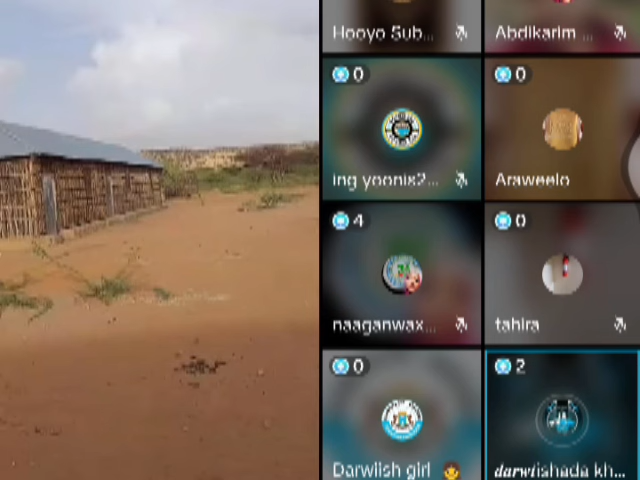 Hooyo Sub...
Abdikarim ...
0
0
ing yoonis2...
Araweelo
4
0
naaganwax...
tahira
0
2
Darwiish girl
darwiishada kh...